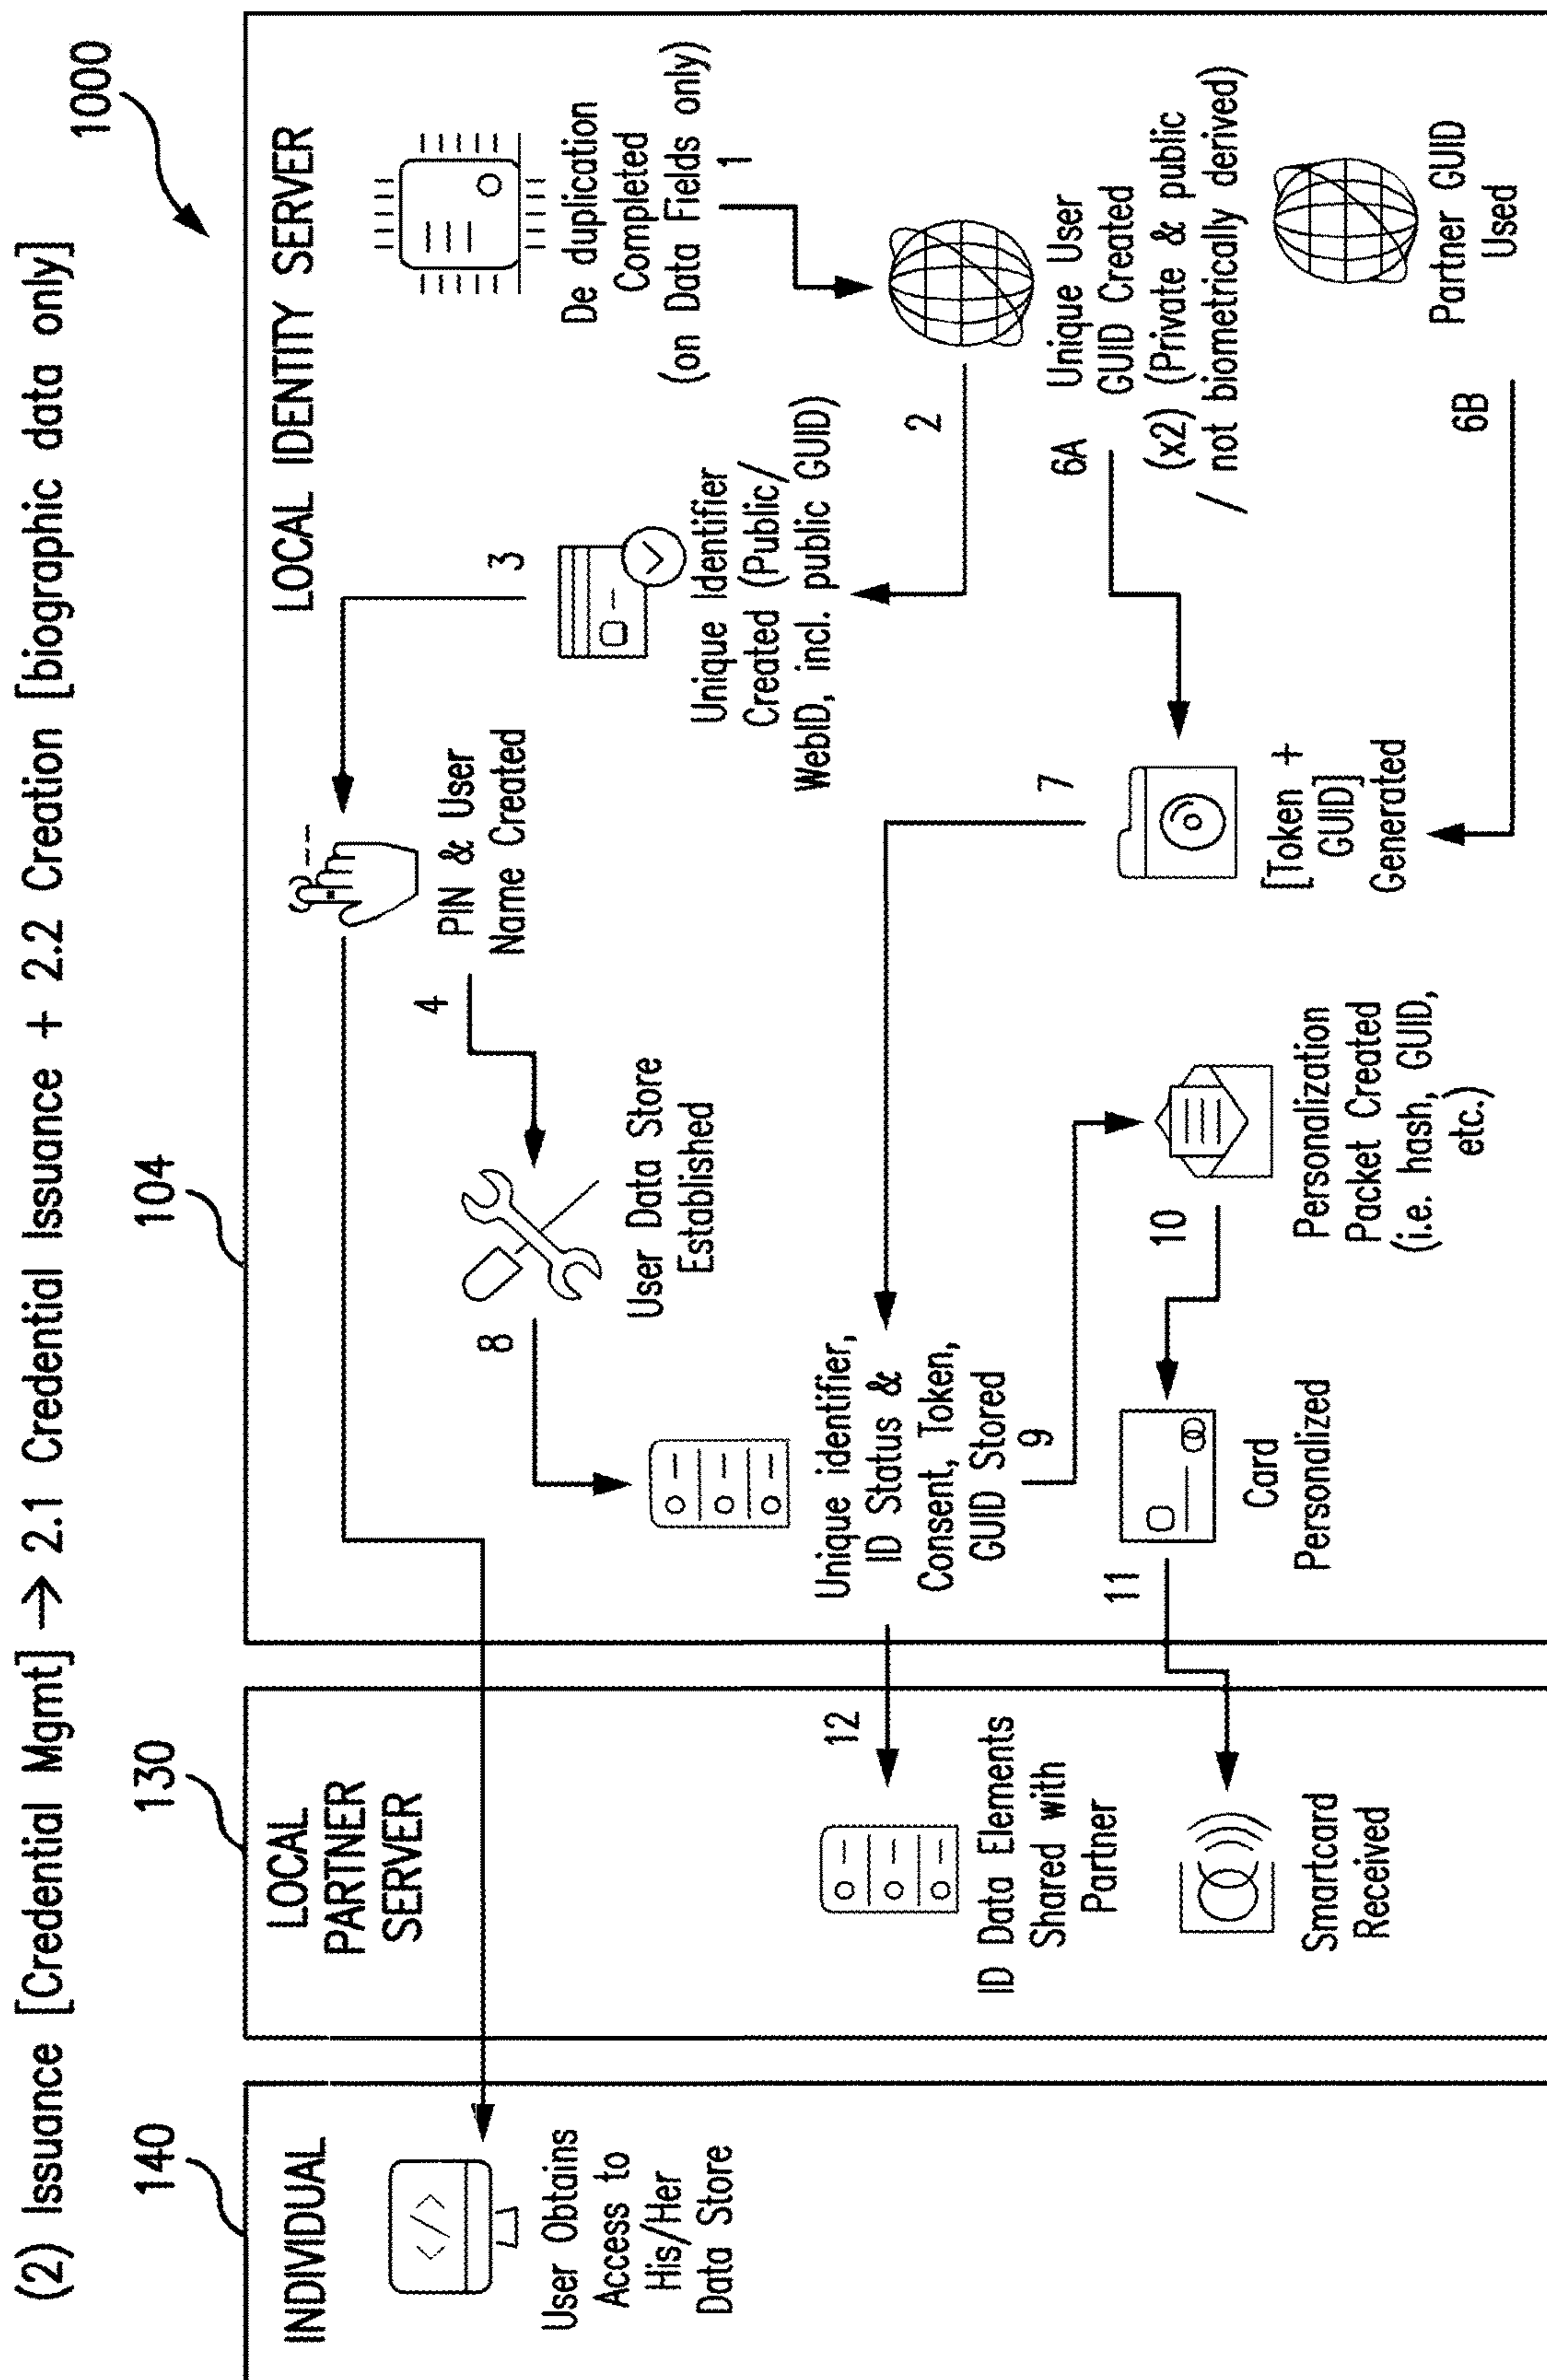 (2) Issuance [Credential Mgmt] → 2.1 Credential Issuance + 2.2 Creation [biographic data only]
1000
140
130
104
INDIVIDUAL
User Obtains
Access to
His/Her
Data Store
LOCAL
PARTNER
SERVER
12
ID Data Elements
Shared with
Partner
Smartcard
Received
LOCAL IDENTITY SERVER
De duplication
Completed
(on Data Fields only)
1
Unique User
GUID Created
(x2) (Private & public
/ not biometrically derived)
2
Unique Identifier
Created (Public/
WebID, incl. public GUID)
3
PIN & User
Name Created
4
User Data Store
Established
8
Unique identifier,
ID Status &
Consent, Token,
GUID Stored
9
6A
Partner GUID
Used
6B
[Token +
GUID]
Generated
7
Personalization
Packet Created
(i.e. hash, GUID,
etc.)
10
Card
Personalized
11